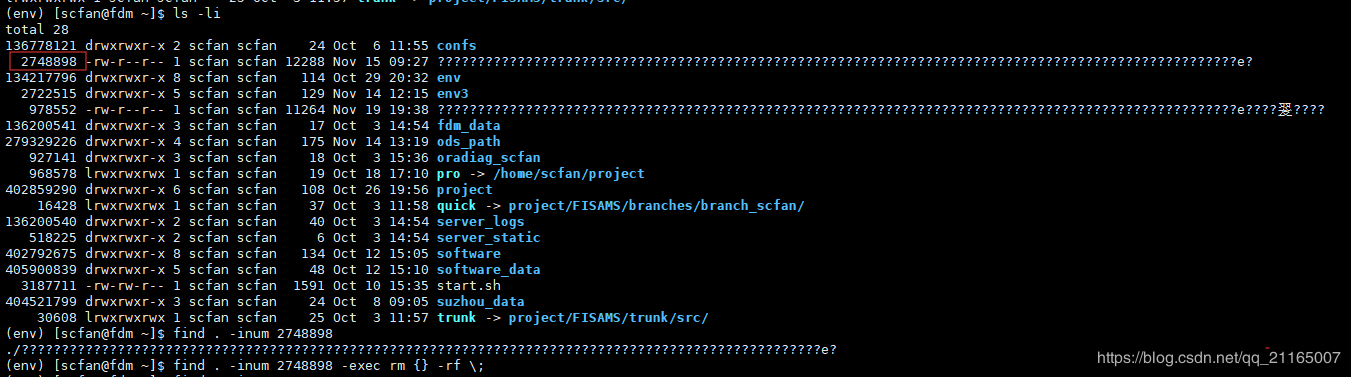 lrwxrwxrwx 1 scfan scfan 25 Oct 3 11:57 trunk -> project/FISAMS/trunk/src/
(env) [scfan@fdm ~]$ ls -li
total 28
136778121 drwxrwxr-x 2 scfan scfan    24 Oct  6 11:55 confs
  2748898 -rw-r--r-- 1 scfan scfan 12288 Nov 15 09:27 ????????????????????????????????????????????????????????????????????????????????????????????????????e?
134217796 drwxrwxr-x 8 scfan scfan   114 Oct 29 20:32 env
  2722515 drwxrwxr-x 5 scfan scfan   129 Nov 14 12:15 env3
   978552 -rw-r--r-- 1 scfan scfan 11264 Nov 19 19:38 ????????????????????????????????????????????????????????????????????????????????????????????????????e???? ????
136200541 drwxrwxr-x 3 scfan scfan    17 Oct  3 14:54 fdm_data
279329226 drwxrwxr-x 4 scfan scfan   175 Nov 14 13:19 ods_path
   927141 drwxrwxr-x 3 scfan scfan    18 Oct  3 15:36 oradiag_scfan
   968578 lrwxrwxrwx 1 scfan scfan    19 Oct 18 17:10 pro -> /home/scfan/project
402859290 drwxrwxr-x 6 scfan scfan   108 Oct 26 19:56 project
    16428 lrwxrwxrwx 1 scfan scfan    37 Oct  3 11:58 quick -> project/FISAMS/branches/branch_scfan/
136200540 drwxrwxr-x 2 scfan scfan    40 Oct  3 14:54 server_logs
   518225 drwxrwxr-x 2 scfan scfan     6 Oct  3 14:54 server_static
402792675 drwxrwxr-x 8 scfan scfan   134 Oct 12 15:05 software
405900839 drwxrwxr-x 5 scfan scfan    48 Oct 12 15:10 software_data
  3187711 -rw-rw-r-- 1 scfan scfan  1591 Oct 10 15:35 start.sh
404521799 drwxrwxr-x 3 scfan scfan    24 Oct  8 09:05 suzhou_data
    30608 lrwxrwxrwx 1 scfan scfan    25 Oct  3 11:57 trunk -> project/FISAMS/trunk/src/
(env) [scfan@fdm ~]$ find . -inum 2748898
./????????????????????????????????????????????????????????????????????????????????????????????????????e?
(env) [scfan@fdm ~]$ find . -inum 2748898 -exec rm {} -rf \;
https://blog.csdn.net/qq_21165007